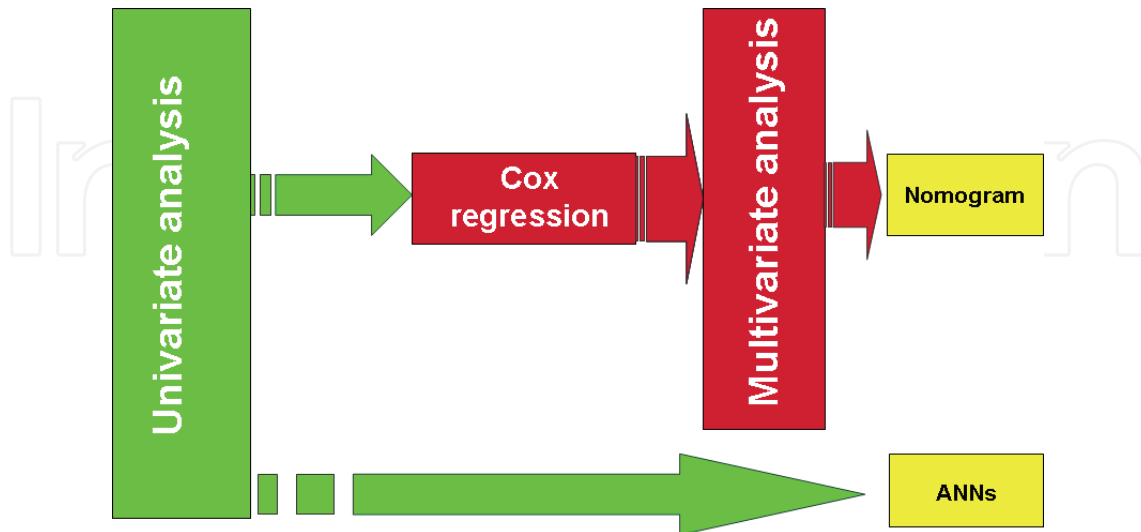 Univariate analysis
Cox
regression
Multivariate analysis
Nomogram
ANNs